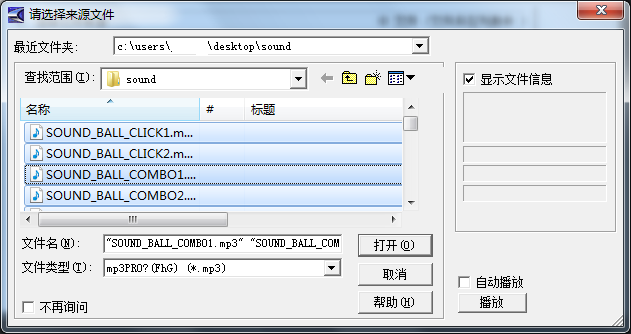 请选择来源文件
最近文件夹:
c:\users\ \desktop\sound
查找范围(I):
sound
显示文件信息
名称 # 标题
SOUND_BALL_CLICK1.m...
SOUND_BALL_CLICK2.m...
SOUND_BALL_COMBO1....
SOUND_BALL_COMBO2....
文件名(N):
"SOUND_BALL_COMBO1.mp3" "SOUND_BALL_COM
打开(O)
文件类型(T):
mp3PRO?(FhG) (*.mp3)
取消
自动播放
不再询问
帮助(H)
播放